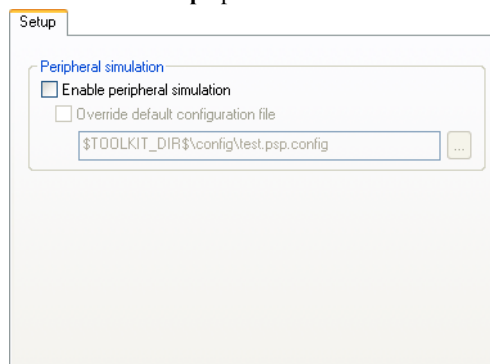 Setup
Peripheral simulation
Enable peripheral simulation
Override default configuration file
$TOOLKIT_DIR$\config\test.psp.config
...